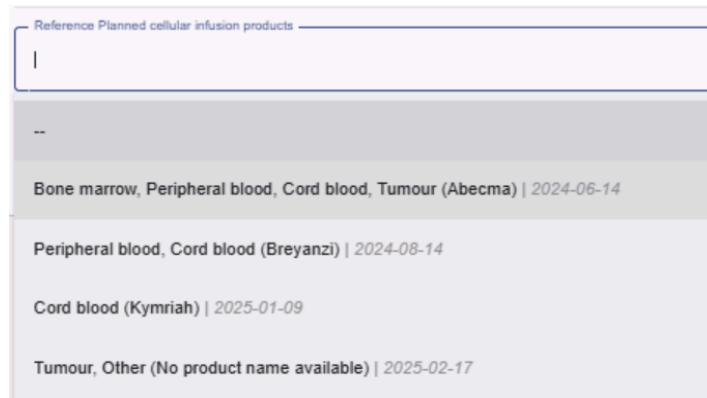 Reference Planned cellular infusion products
--
Bone marrow, Peripheral blood, Cord blood, Tumour (Abecma) | 2024-06-14
Peripheral blood, Cord blood (Breyanzi) | 2024-08-14
Cord blood (Kymriah) | 2025-01-09
Tumour, Other (No product name available) | 2025-02-17